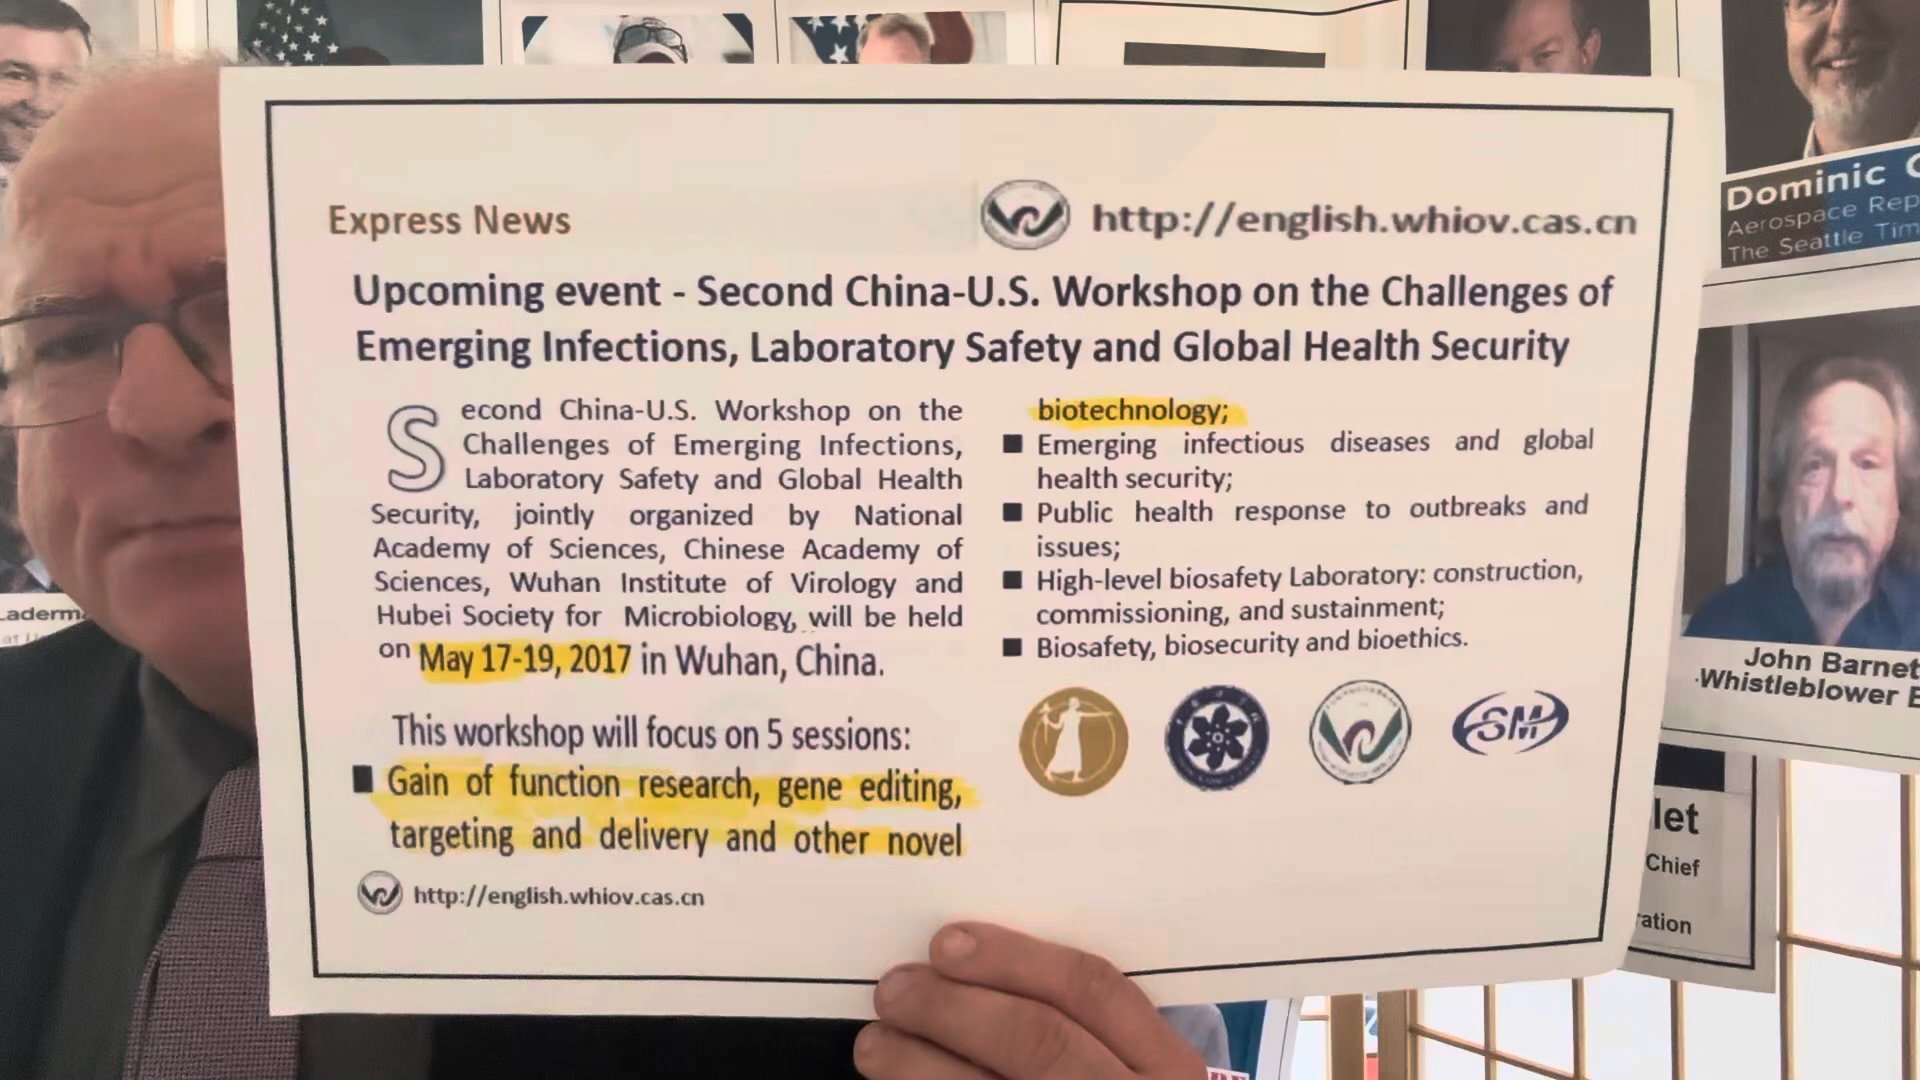 Express News
http://english.whiov.cas.cn
Upcoming event - Second China-U.S. Workshop on the Challenges of
Emerging Infections, Laboratory Safety and Global Health Security
Second China-U.S. Workshop on the
Challenges of Emerging Infections,
Laboratory Safety and Global Health
Security, jointly organized by National
Academy of Sciences, Chinese Academy of
Sciences, Wuhan Institute of Virology and
Hubei Society for Microbiology, will be held
on May 17-19, 2017 in Wuhan, China.
This workshop will focus on 5 sessions:
■ Gain of function research, gene editing,
targeting and delivery and other novel
http://english.whiov.cas.cn
biotechnology;
■ Emerging infectious diseases and global
health security;
■ Public health response to outbreaks and
issues;
■ High-level biosafety Laboratory: construction,
commissioning, and sustainment;
■ Biosafety, biosecurity and bioethics.
SM
Dominic
Aerospace Rep
The Seattle Tim
John Barnet
Whistleblower
let
Chief
ration
Laderm